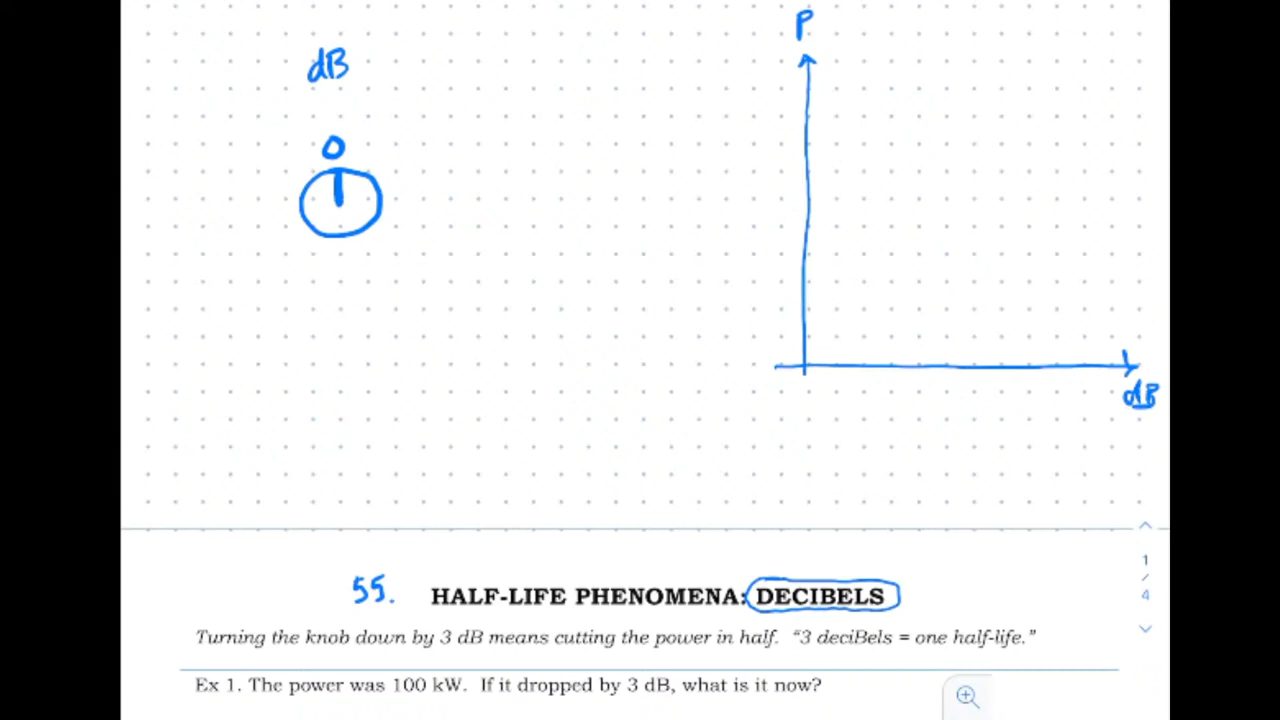 P
dB
0
dB
55. HALF-LIFE PHENOMENA: DECIBELS
Turning the knob down by 3 dB means cutting the power in half. “3 deciBels = one half-life.”
Ex 1. The power was 100 kW. If it dropped by 3 dB, what is it now?
1
/
4